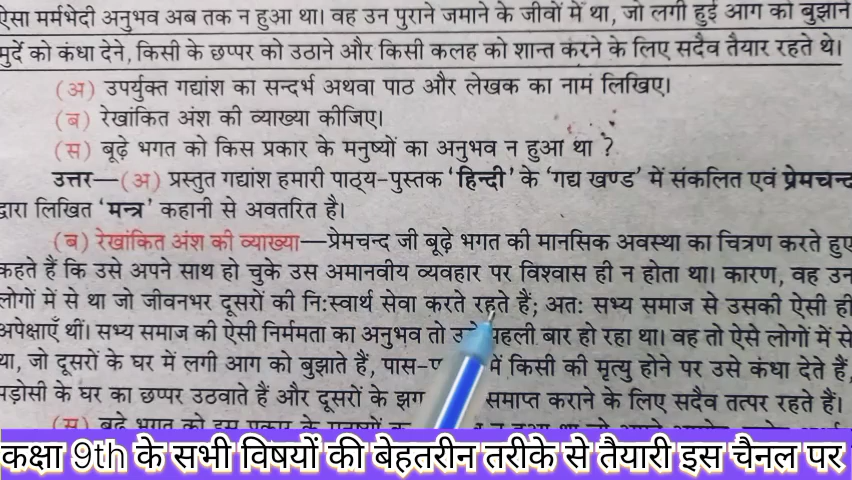 ऐसा मर्मभेदी अनुभव अब तक न हुआ था। वह उन पुराने जमाने के जीवों में था, जो लगी हुई आग को बुझाने
मुर्दे को कंधा देने, किसी के छप्पर को उठाने और किसी कलह को शान्त करने के लिए सदैव तैयार रहते थे।
(अ) उपर्युक्त गद्यांश का सन्दर्भ अथवा पाठ और लेखक का नाम लिखिए।
(ब) रेखांकित अंश की व्याख्या कीजिए।
(स) बूढ़े भगत को किस प्रकार के मनुष्यों का अनुभव न हुआ था ?
उत्तर—(अ) प्रस्तुत गद्यांश हमारी पाठ्य-पुस्तक 'हिन्दी' के 'गद्य खण्ड' में संकलित एवं प्रेमचन्द
द्वारा लिखित 'मन्त्र' कहानी से अवतरित है।
(ब) रेखांकित अंश की व्याख्या—प्रेमचन्द जी बूढ़े भगत की मानसिक अवस्था का चित्रण करते हुए
कहते हैं कि उसे अपने साथ हो चुके उस अमानवीय व्यवहार पर विश्वास ही न होता था। कारण, वह उन
लोगों में से था जो जीवनभर दूसरों की नि:स्वार्थ सेवा करते रहते हैं; अत: सभ्य समाज से उसकी ऐसी ही
अपेक्षाएँ थीं। सभ्य समाज की ऐसी निर्ममता का अनुभव तो पहली बार हो रहा था। वह तो ऐसे लोगों में से
था, जो दूसरों के घर में लगी आग को बुझाते हैं, पास- में किसी की मृत्यु होने पर उसे कंधा देते हैं,
पड़ोसी के घर का छप्पर उठवाते हैं और दूसरों के समाप्त कराने के लिए सदैव तत्पर रहते हैं।
(स) बूढ़े भगत को इस प्रकार के मनुष्यों
कक्षा 9th के सभी विषयों की बेहतरीन तरीके से तैयारी इस चैनल पर